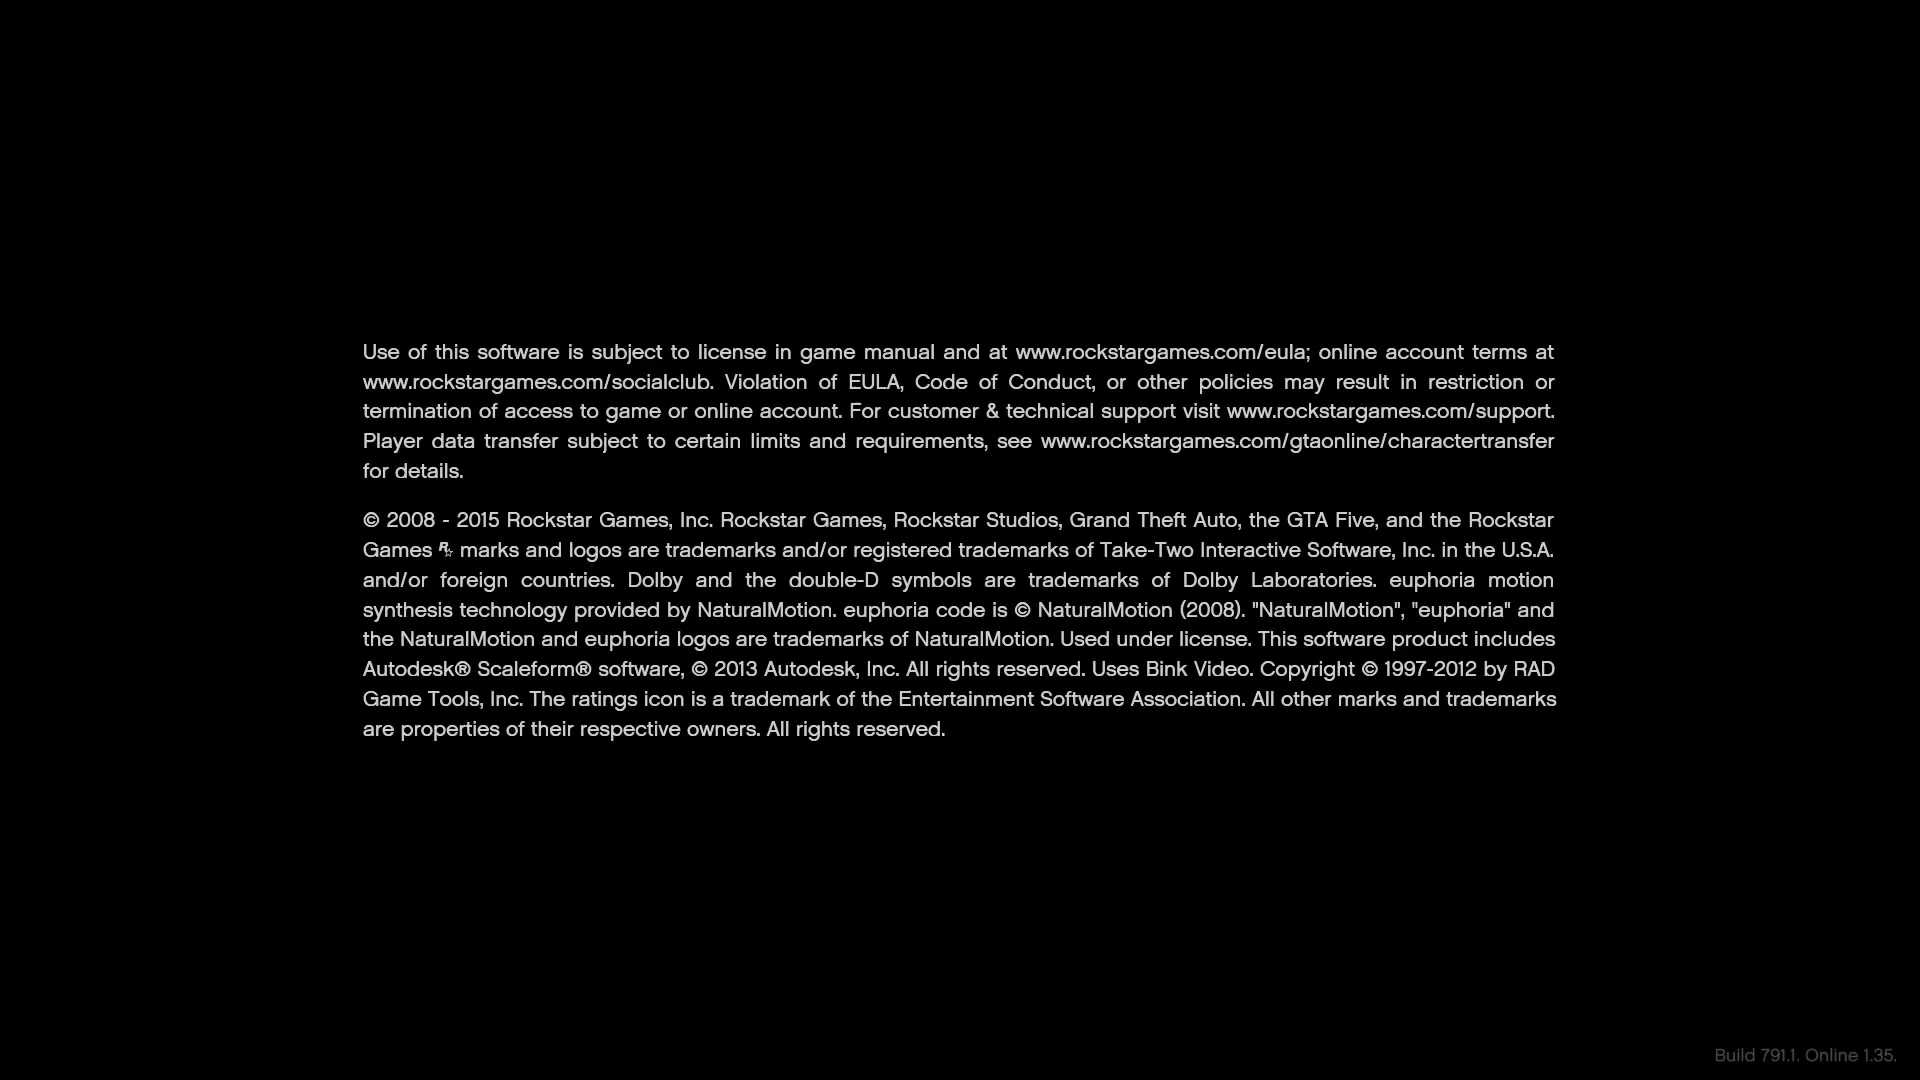 Use of this software is subject to license in game manual and at www.rockstargames.com/eula; online account terms at
www.rockstargames.com/socialclub. Violation of EULA, Code of Conduct, or other policies may result in restriction or
termination of access to game or online account. For customer & technical support visit www.rockstargames.com/support.
Player data transfer subject to certain limits and requirements, see www.rockstargames.com/gtaonline/charactertransfer
for details.
© 2008 - 2015 Rockstar Games, Inc. Rockstar Games, Rockstar Studios, Grand Theft Auto, the GTA Five, and the Rockstar
Games R* marks and logos are trademarks and/or registered trademarks of Take-Two Interactive Software, Inc. in the U.S.A.
and/or foreign countries. Dolby and the double-D symbols are trademarks of Dolby Laboratories. euphoria motion
synthesis technology provided by NaturalMotion. euphoria code is © NaturalMotion (2008). "NaturalMotion", "euphoria" and
the NaturalMotion and euphoria logos are trademarks of NaturalMotion. Used under license. This software product includes
Autodesk® Scaleform® software, © 2013 Autodesk, Inc. All rights reserved. Uses Bink Video. Copyright © 1997-2012 by RAD
Game Tools, Inc. The ratings icon is a trademark of the Entertainment Software Association. All other marks and trademarks
are properties of their respective owners. All rights reserved.
Build 791.1. Online 1.35.